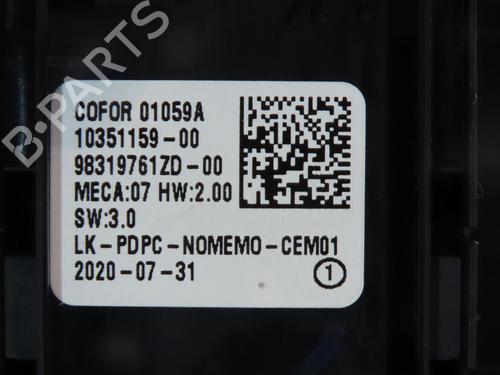 B-PARTS
COFOR 01059A
10351159-00
98319761ZD-00
MECA:07 HW:2.00
SW:3.0
LK-PDPC-NOMEMO-CEM01
2020-07-31
1